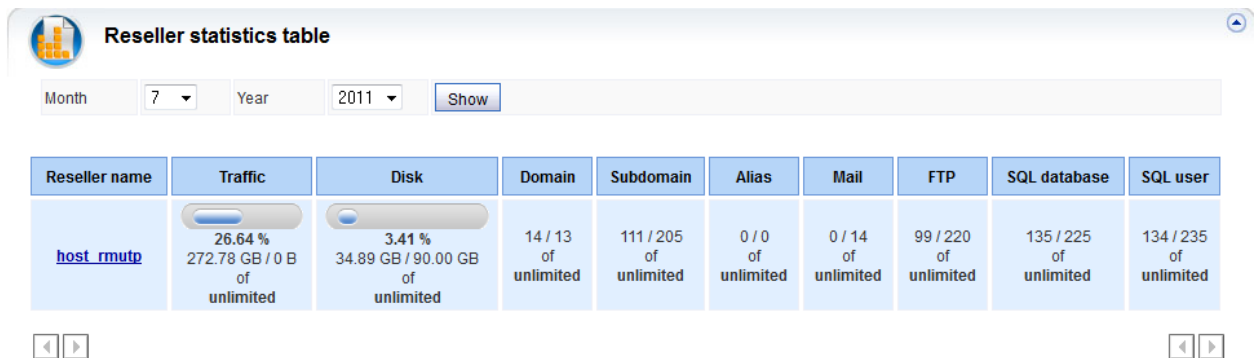 Reseller statistics table
Month 7 Year 2011 Show
Reseller name Traffic Disk Domain Subdomain Alias Mail FTP SQL database SQL user
host_rmutp
26.64 %
272.78 GB / 0 B
of
unlimited
3.41 %
34.89 GB / 90.00 GB
of
unlimited
14 / 13
of
unlimited
111 / 205
of
unlimited
0 / 0
of
unlimited
0 / 14
of
unlimited
99 / 220
of
unlimited
135 / 225
of
unlimited
134 / 235
of
unlimited